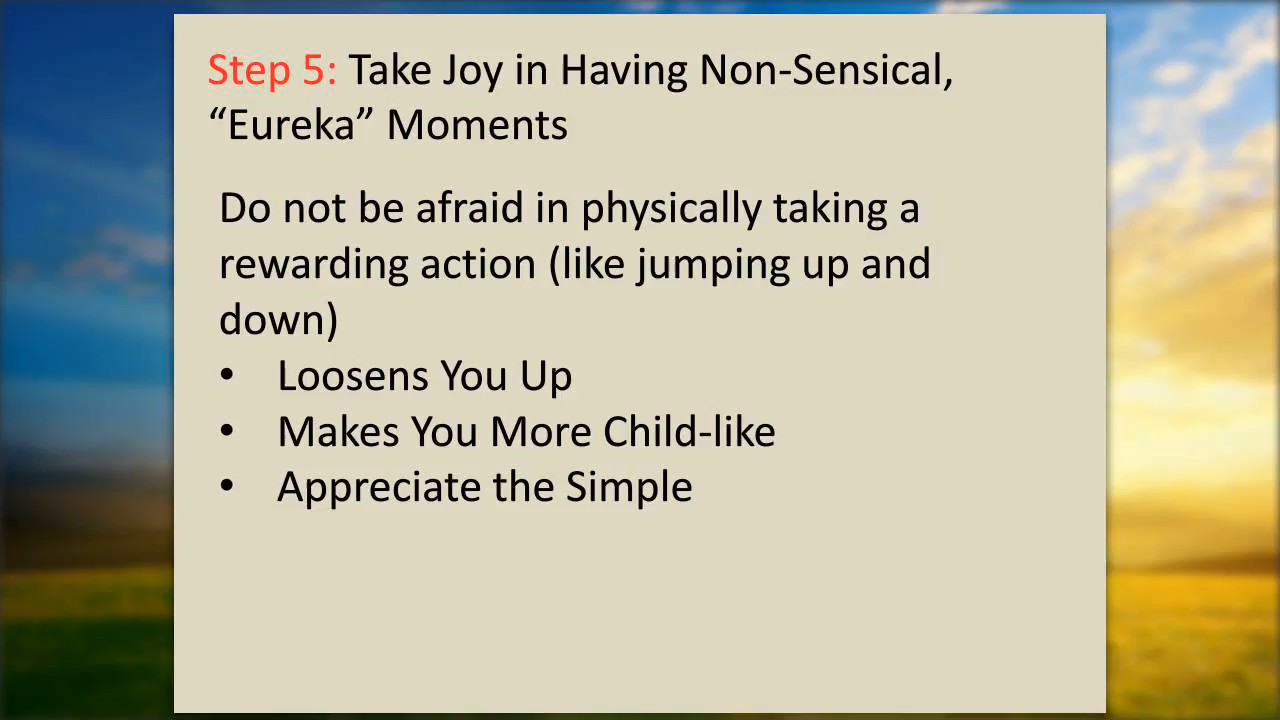 Step 5: Take Joy in Having Non-Sensical,
“Eureka” Moments
Do not be afraid in physically taking a
rewarding action (like jumping up and
down)
• Loosens You Up
• Makes You More Child-like
• Appreciate the Simple